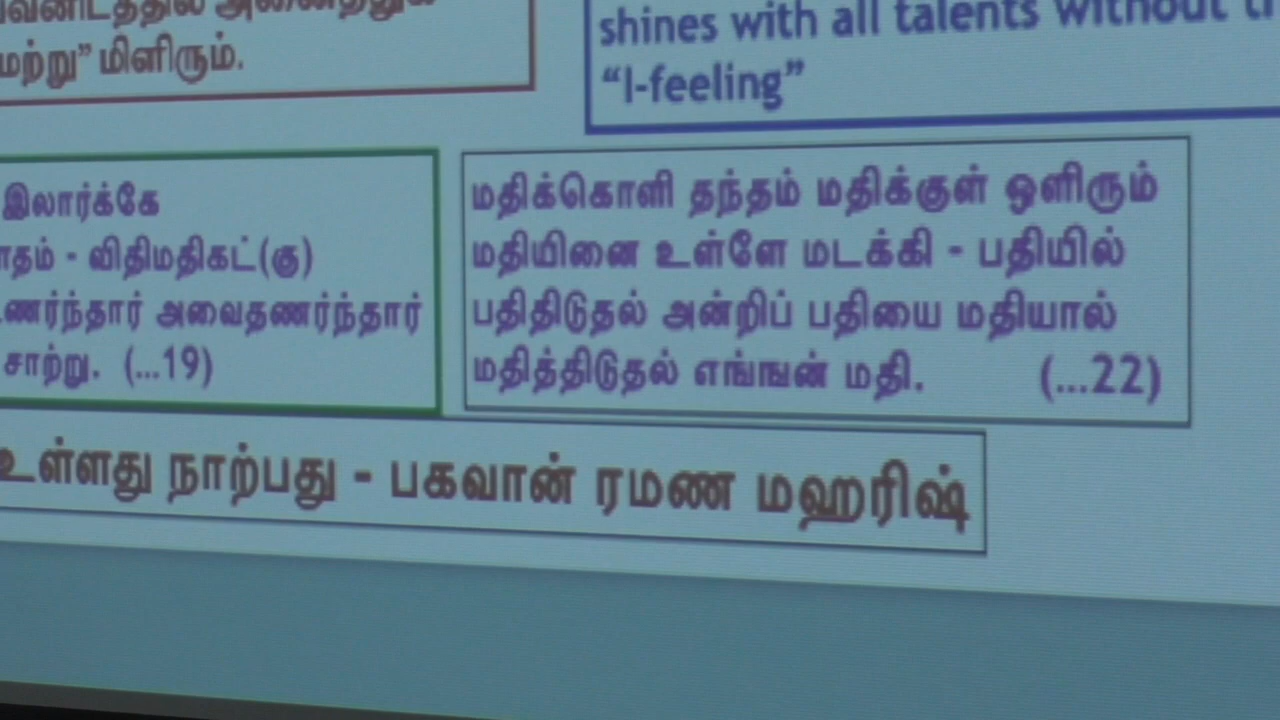 மற்று" மிளிரும்.
shines with all talents without
"I-feeling"
இலார்க்கே
- விதிமதிகட்(கு)
அவைதணர்ந்தார்
சாற்று. (...19)
மதிக்கொளி தந்தம் மதிக்குள் ஒளிரும்
மதியினை உள்ளே மடக்கி - பதியில்
பதிதிடுதல் அன்றிப் பதியை மதியால்
மதித்திடுதல் எங்ஙன் மதி. (...22)
உள்ளது நாற்பது - பகவான் ரமண மஹரிஷ்